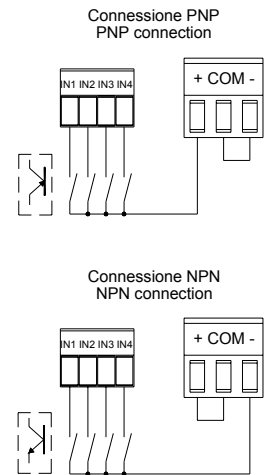 Connessione PNP
PNP connection
IN1 IN2 IN3 IN4
+ COM -
Connessione NPN
NPN connection
IN1 IN2 IN3 IN4
+ COM -